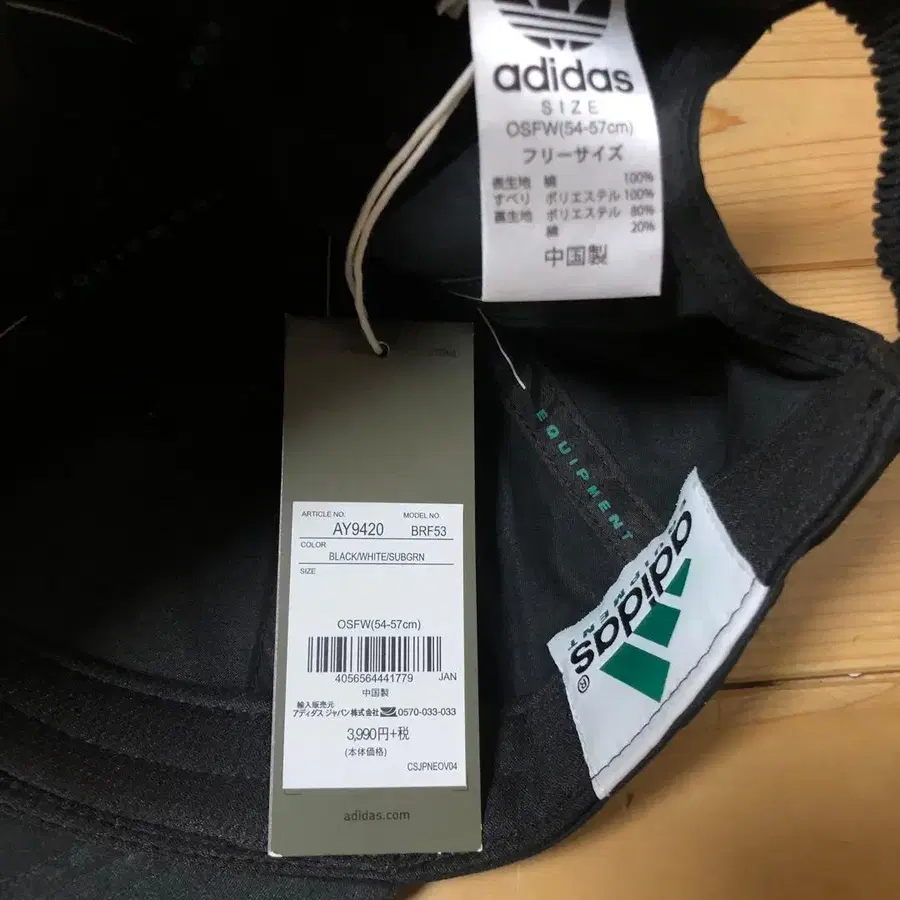 adidas
SIZE
OSFW(54-57cm)
フリーサイズ
表生地 綿 100%
すべり ポリエステル 100%
裏生地 ポリエステル 80%
綿 20%
中国製
EQUIPMENT
adidas
EQUIPMENT
®
ARTICLE NO. MODEL NO
AY9420 BRF53
COLOR
BLACK/WHITE/SUBGRN
SIZE
OSFW(54-57cm)
4056564441779 JAN
中国製
輸入販売元
アディダス ジャパン株式会社 0570-033-033
3,990円+税
(本体価格)
CSJPNEOV04
adidas.com